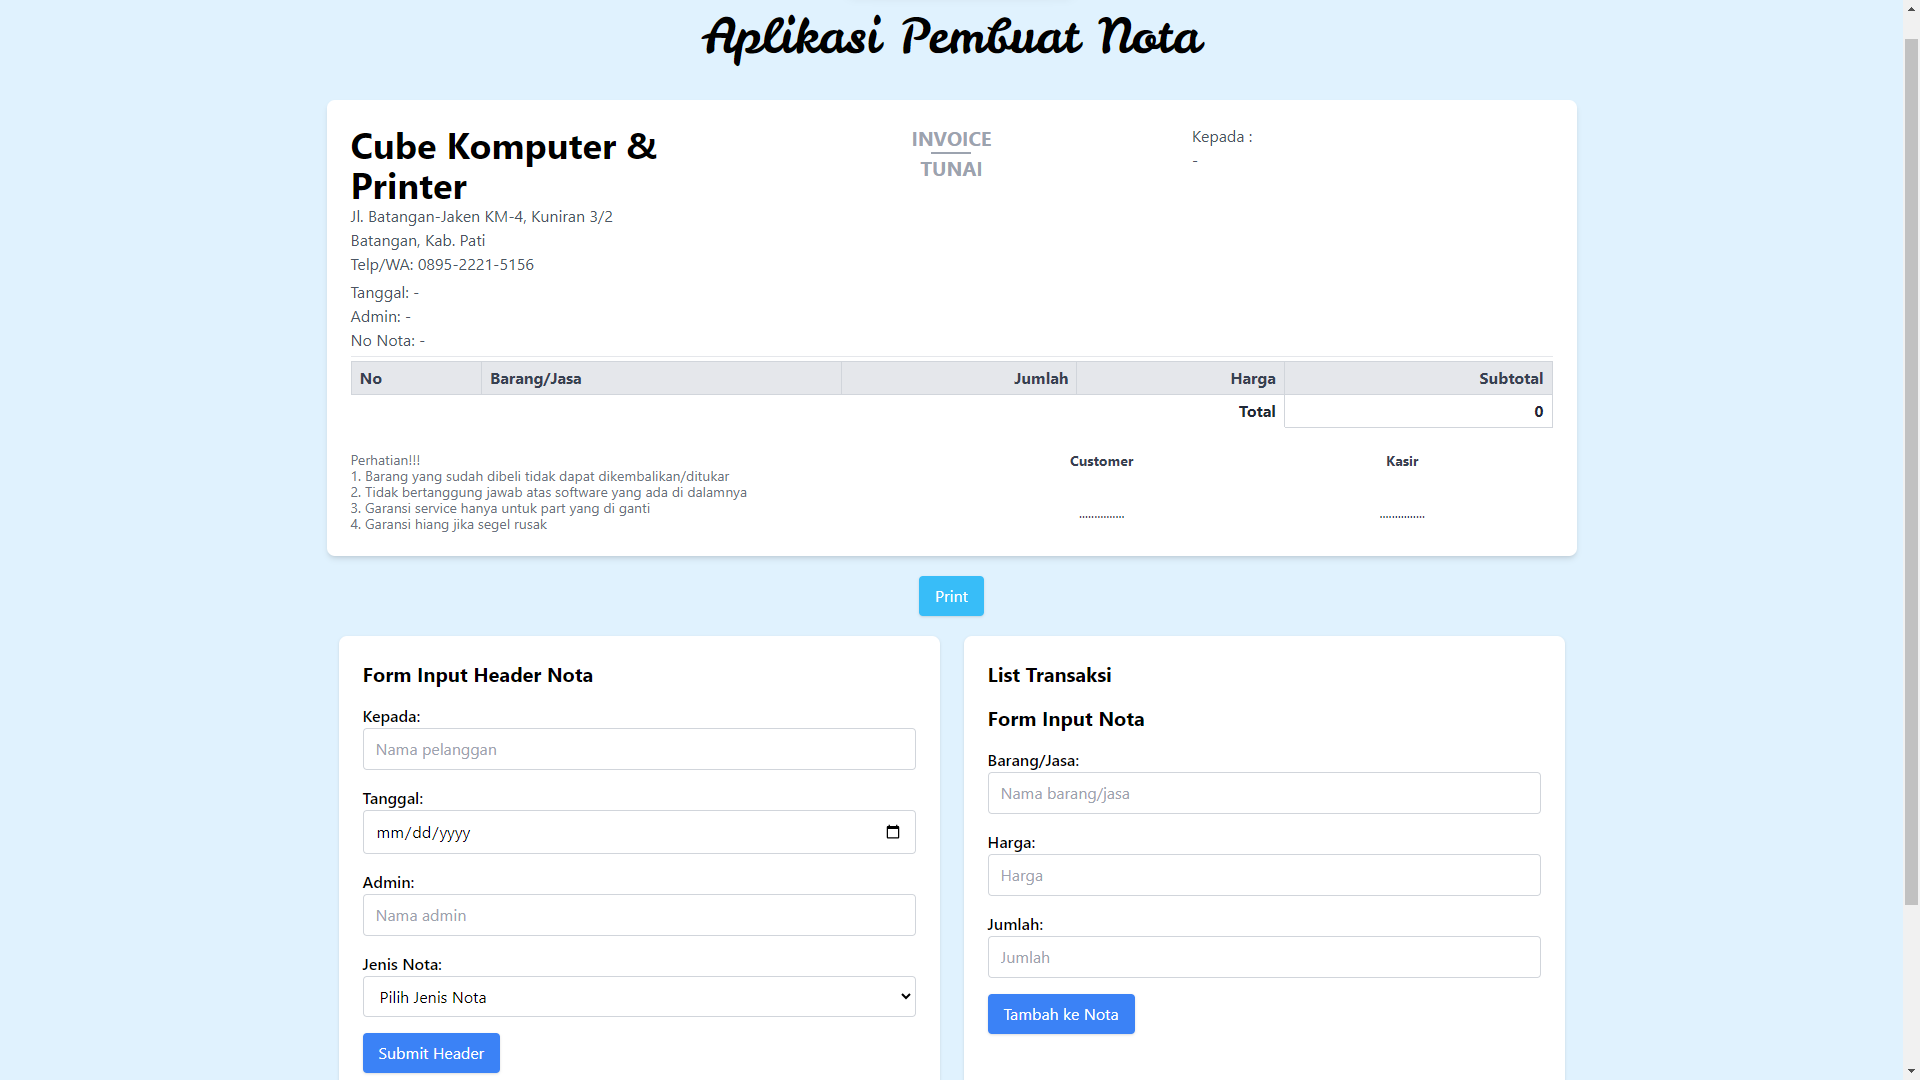 Aplikasi Pembuat Nota
Cube Komputer &
Printer
Jl. Batangan-Jaken KM-4, Kuniran 3/2
Batangan, Kab. Pati
Telp/WA: 0895-2221-5156
Tanggal: -
Admin: -
No Nota: -
INVOICE
TUNAI
Kepada :
-
No Barang/Jasa Jumlah Harga Subtotal
Total 0
Perhatian!!!
1. Barang yang sudah dibeli tidak dapat dikembalikan/ditukar
2. Tidak bertanggung jawab atas software yang ada di dalamnya
3. Garansi service hanya untuk part yang di ganti
4. Garansi hiang jika segel rusak
Customer
...............
Kasir
...............
Print
Form Input Header Nota
Kepada:
Nama pelanggan
Tanggal:
mm/dd/yyyy
Admin:
Nama admin
Jenis Nota:
Pilih Jenis Nota
Submit Header
List Transaksi
Form Input Nota
Barang/Jasa:
Nama barang/jasa
Harga:
Harga
Jumlah:
Jumlah
Tambah ke Nota